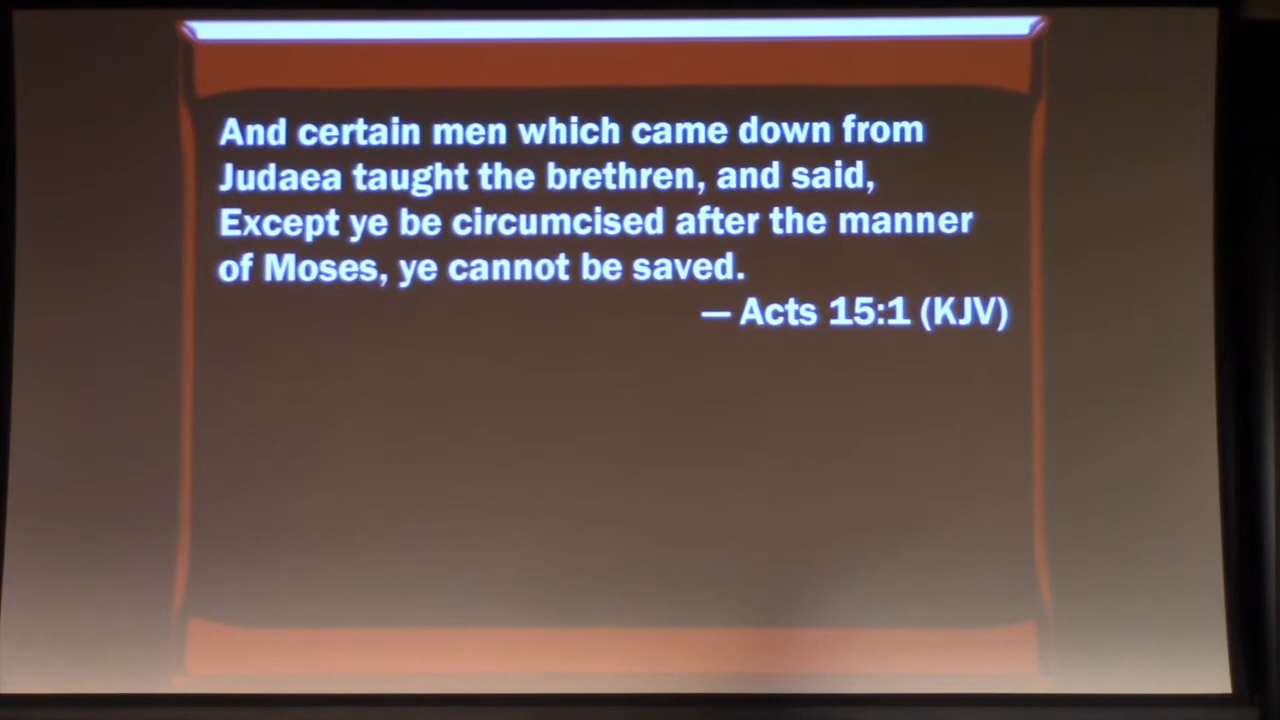 And certain men which came down from
Judaea taught the brethren, and said,
Except ye be circumcised after the manner
of Moses, ye cannot be saved.
— Acts 15:1 (KJV)